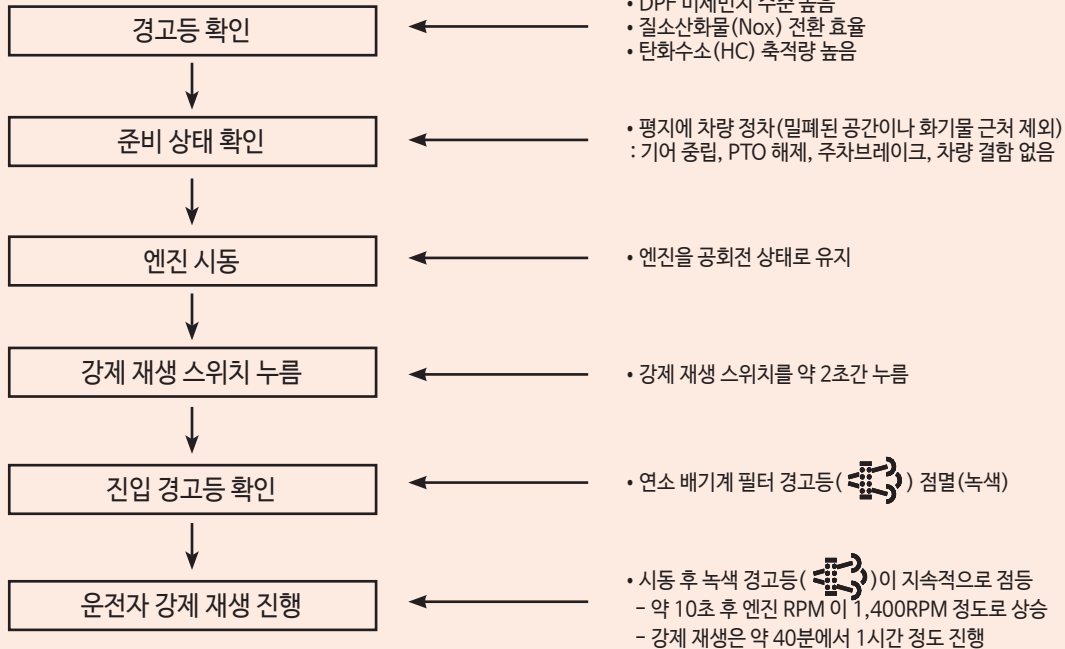 • DPF 미세먼지 수준 높음
경고등 확인
• 질소산화물(Nox) 전환 효율
• 탄화수소(HC) 축적량 높음
준비 상태 확인
• 평지에 차량 정차(밀폐된 공간이나 화기물 근처 제외)
: 기어 중립, PTO 해제, 주차브레이크, 차량 결함 없음
엔진 시동
• 엔진을 공회전 상태로 유지
강제 재생 스위치 누름
• 강제 재생 스위치를 약 2초간 누름
진입 경고등 확인
• 연소 배기계 필터 경고등( ) 점멸(녹색)
운전자 강제 재생 진행
• 시동 후 녹색 경고등( )이 지속적으로 점등
- 약 10초 후 엔진 RPM 이 1,400RPM 정도로 상승
- 강제 재생은 약 40분에서 1시간 정도 진행